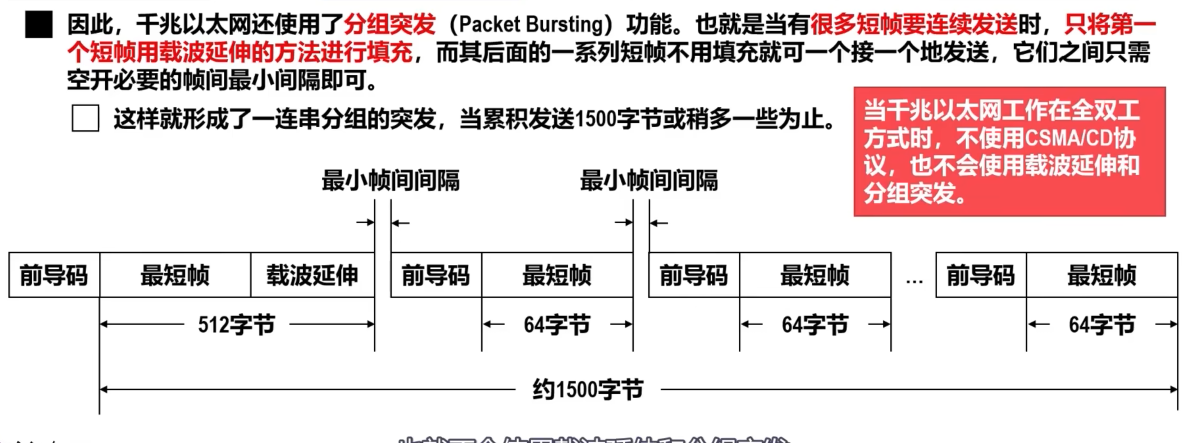 因此，千兆以太网还使用了分组突发（Packet Bursting）功能。也就是当有很多短帧要连续发送时，只将第一
个短帧用载波延伸的方法进行填充，而其后面的一系列短帧不用填充就可一个接一个地发送，它们之间只需
空开必要的帧间最小间隔即可。
这样就形成了一连串分组的突发，当累积发送1500字节或稍多一些为止。
当千兆以太网工作在全双工
方式时，不使用CSMA/CD协
议，也不会使用载波延伸和
分组突发。
最小帧间间隔 最小帧间间隔
前导码 最短帧 载波延伸 前导码 最短帧 前导码 最短帧 … 前导码 最短帧
512字节 64字节 64字节 64字节
约1500字节